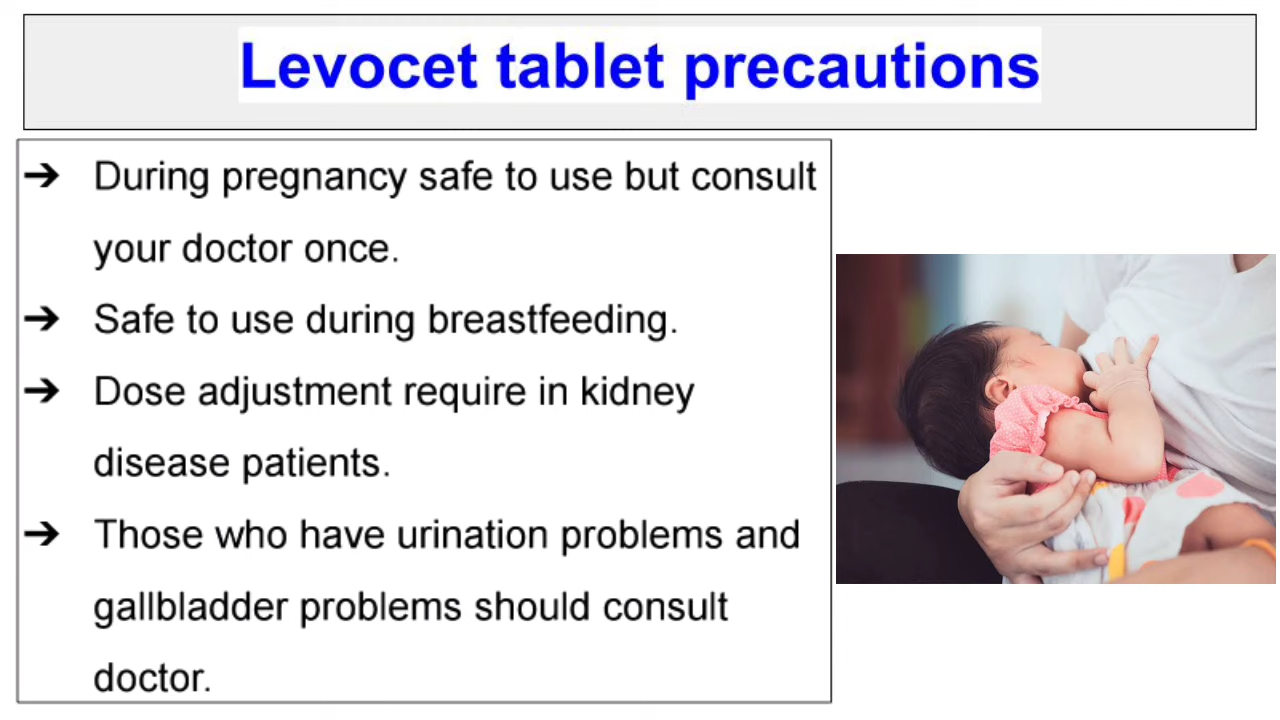 Levocet tablet precautions
➔ During pregnancy safe to use but consult
your doctor once.
➔ Safe to use during breastfeeding.
➔ Dose adjustment require in kidney
disease patients.
➔ Those who have urination problems and
gallbladder problems should consult
doctor.